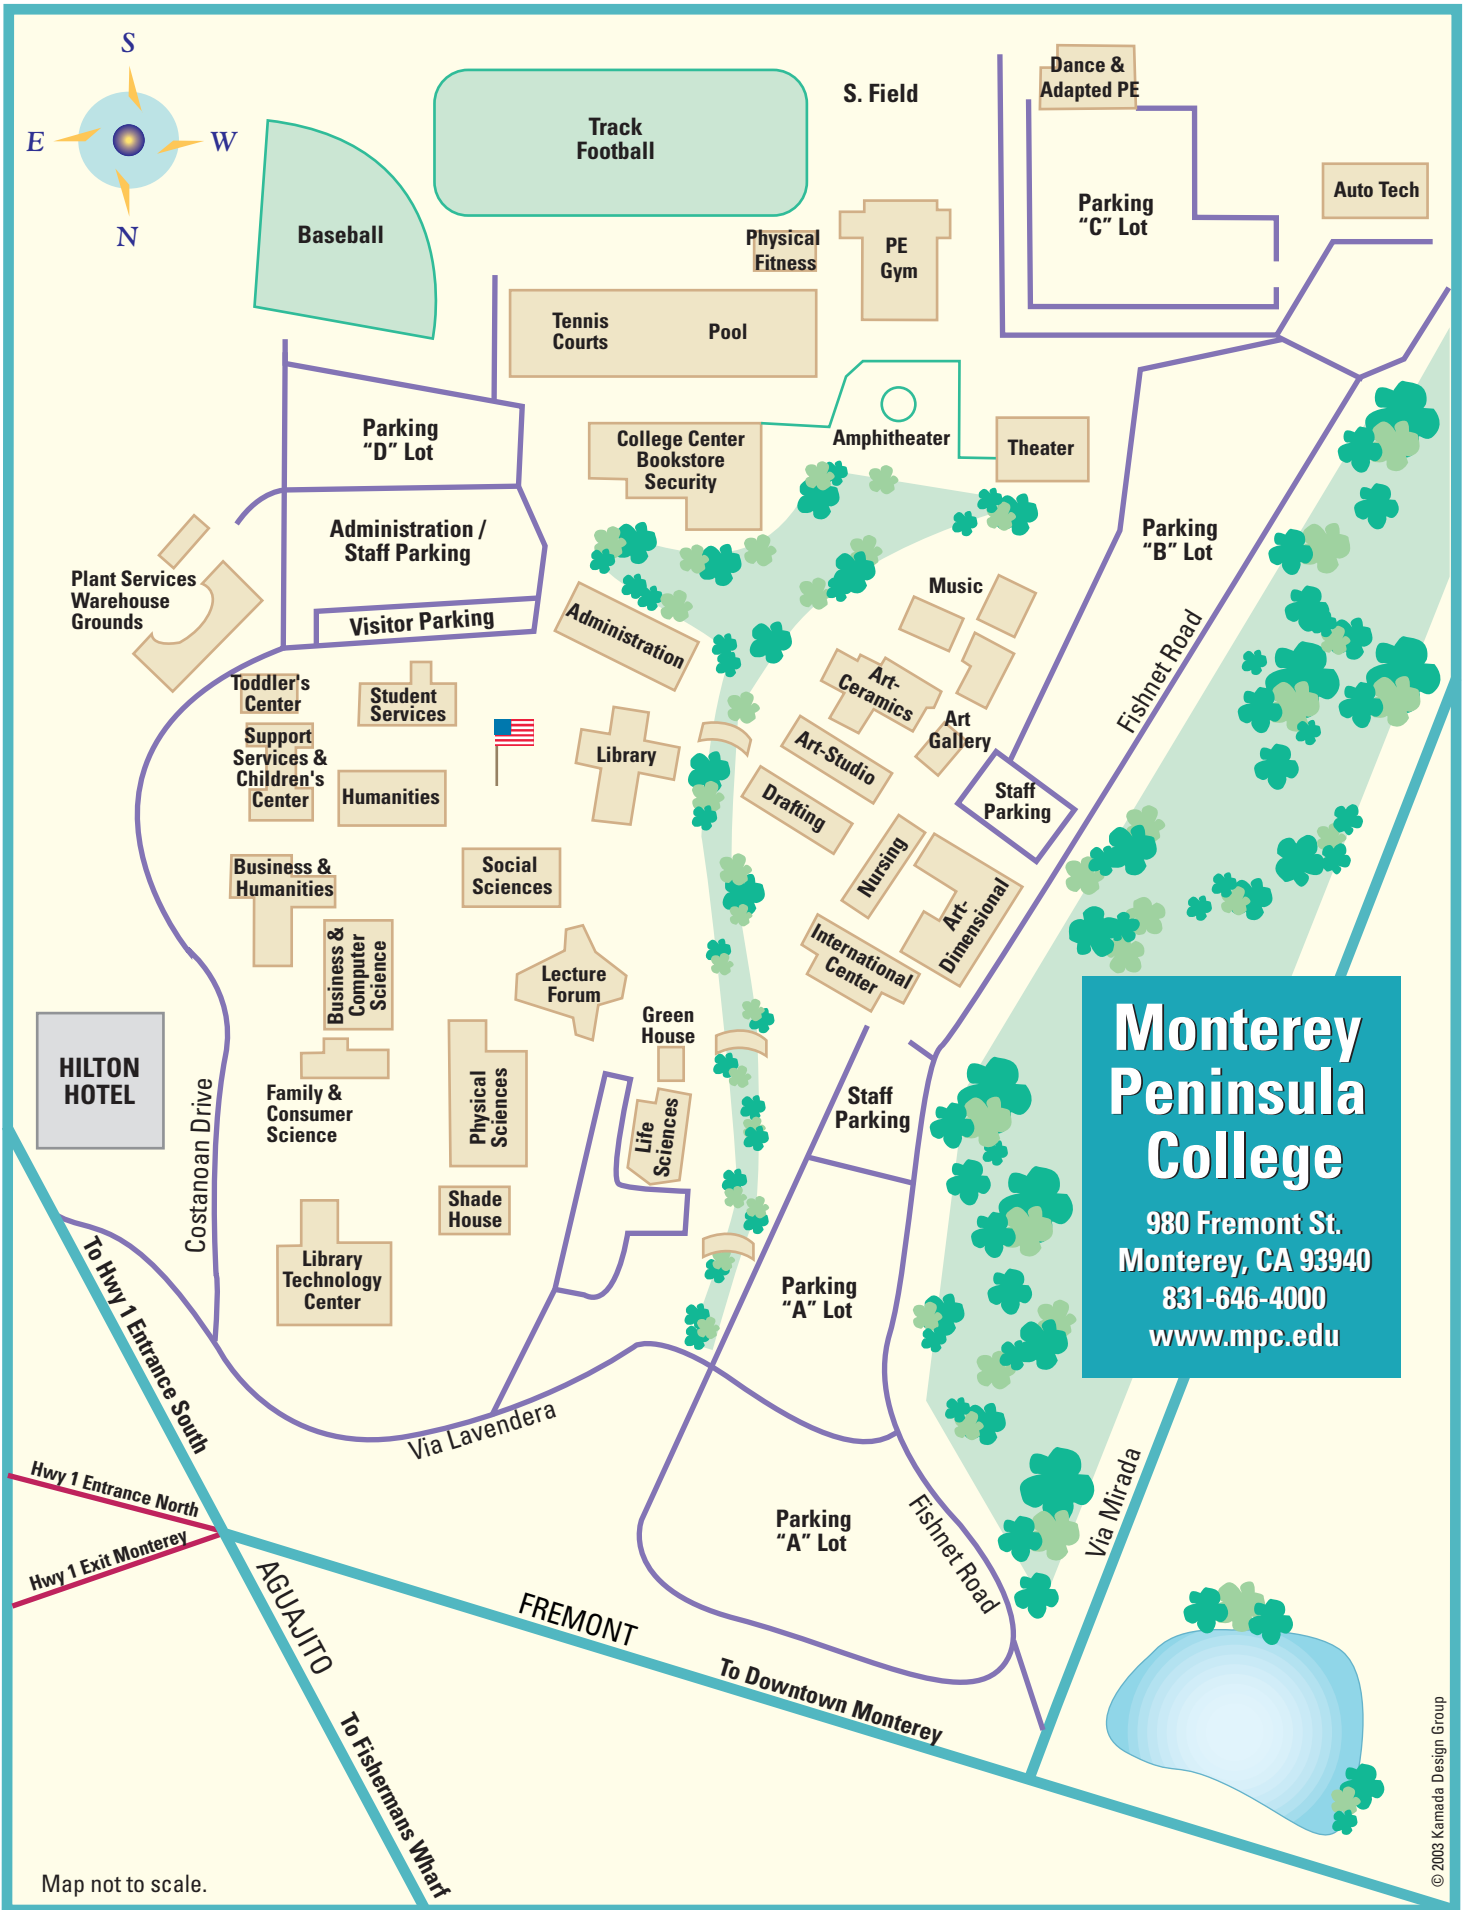 S
E
W
N
Track
Football
S. Field
Dance &
Adapted PE
Parking
"C" Lot
Auto Tech
Baseball
Physical
Fitness
PE
Gym
Tennis
Courts
Pool
Parking
"D" Lot
College Center
Bookstore
Security
Amphitheater
Theater
Administration /
Staff Parking
Parking
"B" Lot
Plant Services
Warehouse
Grounds
Visitor Parking
Administration
Music
Fishnet Road
Toddler's
Center
Student
Services
Art-
Ceramics
Art
Gallery
Support
Services &
Children's
Center
Humanities
Library
Art-Studio
Drafting
Staff
Parking
Business &
Humanities
Social
Sciences
Nursing
Art-
Dimensional
Business &
Computer
Science
Lecture
Forum
International
Center
Green
House
HILTON
HOTEL
Family &
Consumer
Science
Physical
Sciences
Life
Sciences
Staff
Parking
Costanoan Drive
Shade
House
Library
Technology
Center
Parking
"A" Lot
Monterey
Peninsula
College
980 Fremont St.
Monterey, CA 93940
831-646-4000
www.mpc.edu
To Hwy 1 Entrance South
Via Lavendera
Hwy 1 Entrance North
Hwy 1 Exit Monterey
Parking
"A" Lot
Fishnet Road
Via Mirada
AGUAJITO
FREMONT
To Downtown Monterey
To Fishermans Wharf
Map not to scale.
© 2003 Kamada Design Group